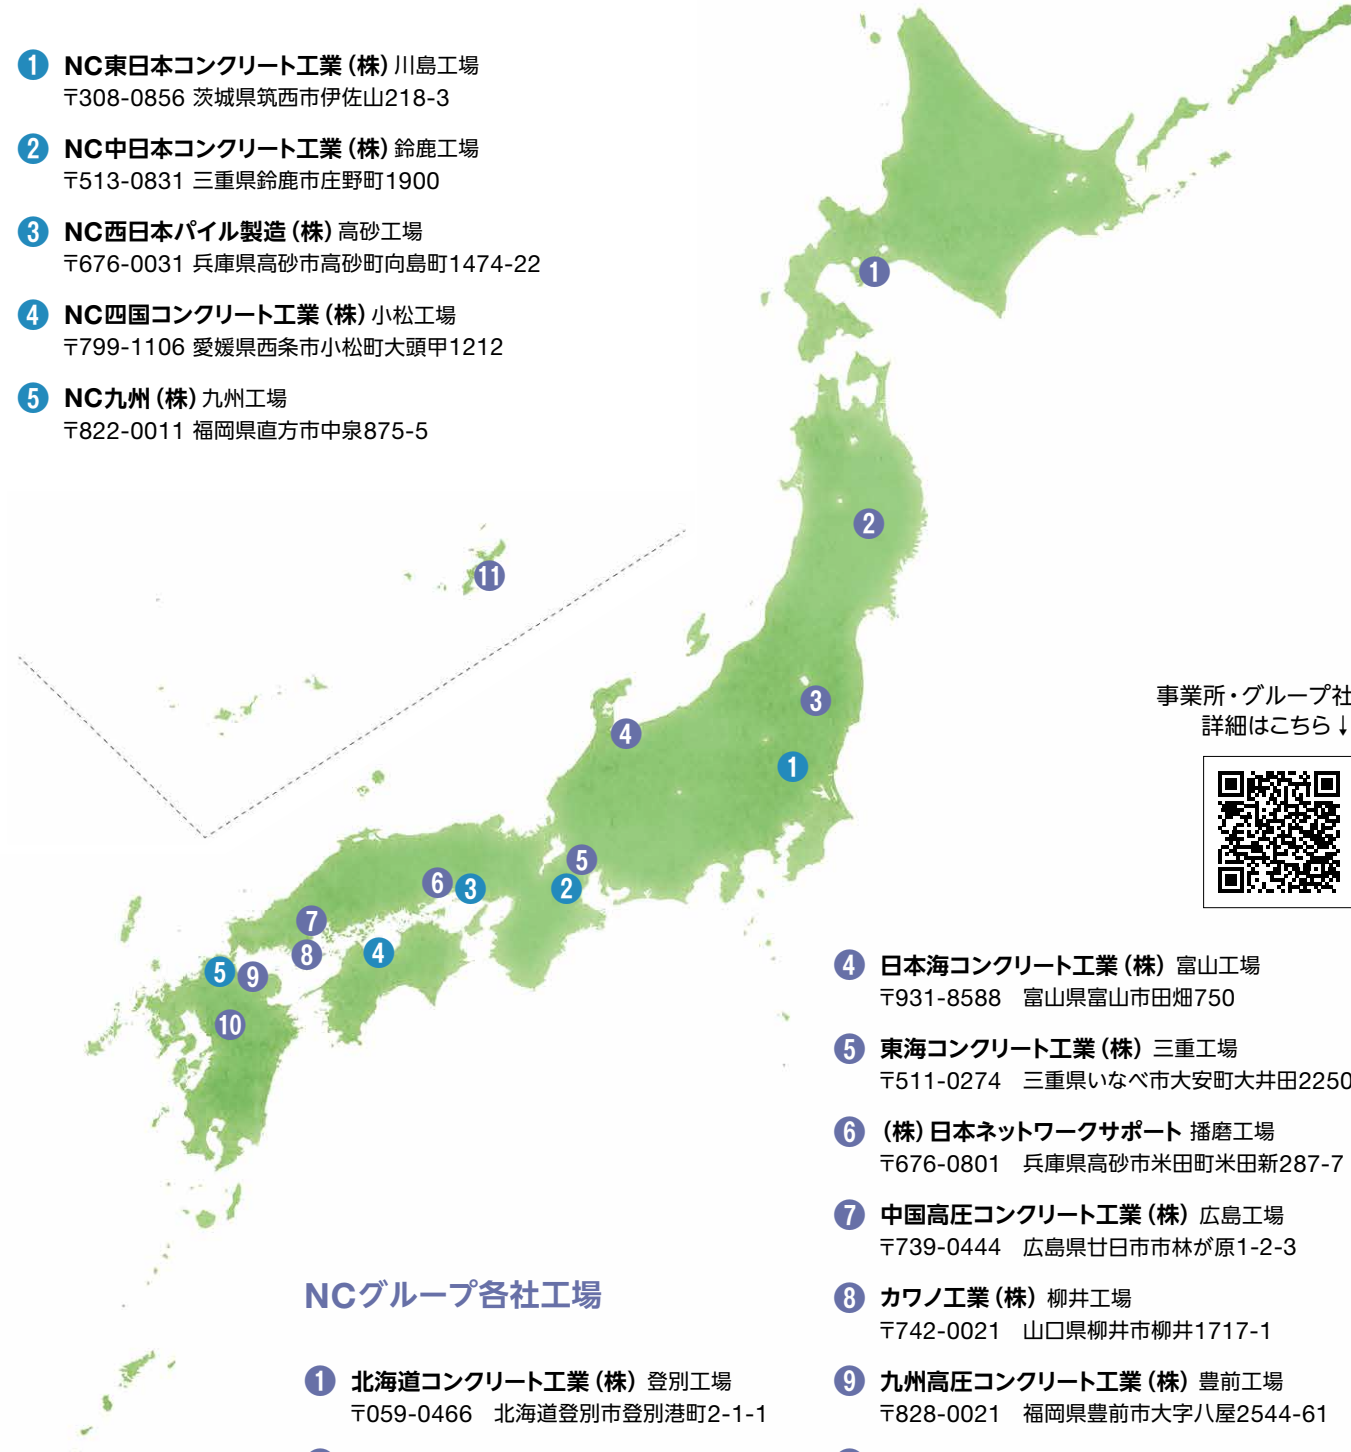 1 NC東日本コンクリート工業(株)川島工場
〒308-0856 茨城県筑西市伊佐山218-3
2 NC中日本コンクリート工業(株)鈴鹿工場
〒513-0831 三重県鈴鹿市庄野町1900
3 NC西日本パイル製造(株)高砂工場
〒676-0031 兵庫県高砂市高砂町向島町1474-22
4 NC四国コンクリート工業(株)小松工場
〒799-1106 愛媛県西条市小松町大頭甲1212
5 NC九州(株)九州工場
〒822-0011 福岡県直方市中泉875-5
1
2
11
3
4
1
5
6 3 2
7
8 4
5 9
10
事業所・グループ社
詳細はこちら↓
NCグループ各社工場
1 北海道コンクリート工業(株) 登別工場
〒059-0466 北海道登別市登別港町2-1-1
4 日本海コンクリート工業(株) 富山工場
〒931-8588 富山県富山市田畑750
5 東海コンクリート工業(株) 三重工場
〒511-0274 三重県いなべ市大安町大井田2250
6 (株)日本ネットワークサポート 播磨工場
〒676-0801 兵庫県高砂市米田町米田新287-7
7 中国高圧コンクリート工業(株) 広島工場
〒739-0444 広島県廿日市市林が原1-2-3
8 カワノ工業(株) 柳井工場
〒742-0021 山口県柳井市柳井1717-1
9 九州高圧コンクリート工業(株) 豊前工場
〒828-0021 福岡県豊前市大字八屋2544-61